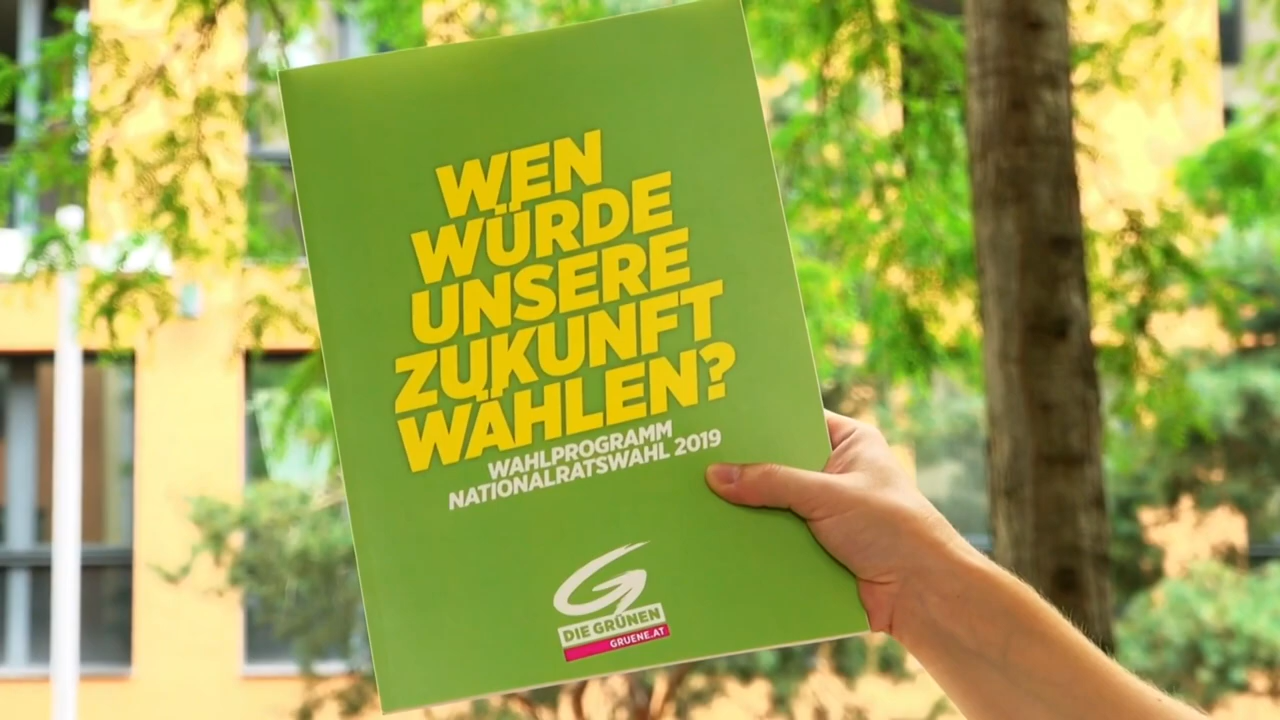 WEN
WÜRDE
UNSERE
ZUKUNFT
WÄHLEN?
WAHLPROGRAMM
NATIONALRATSWAHL 2019
DIE GRÜNEN
GRUENE.AT